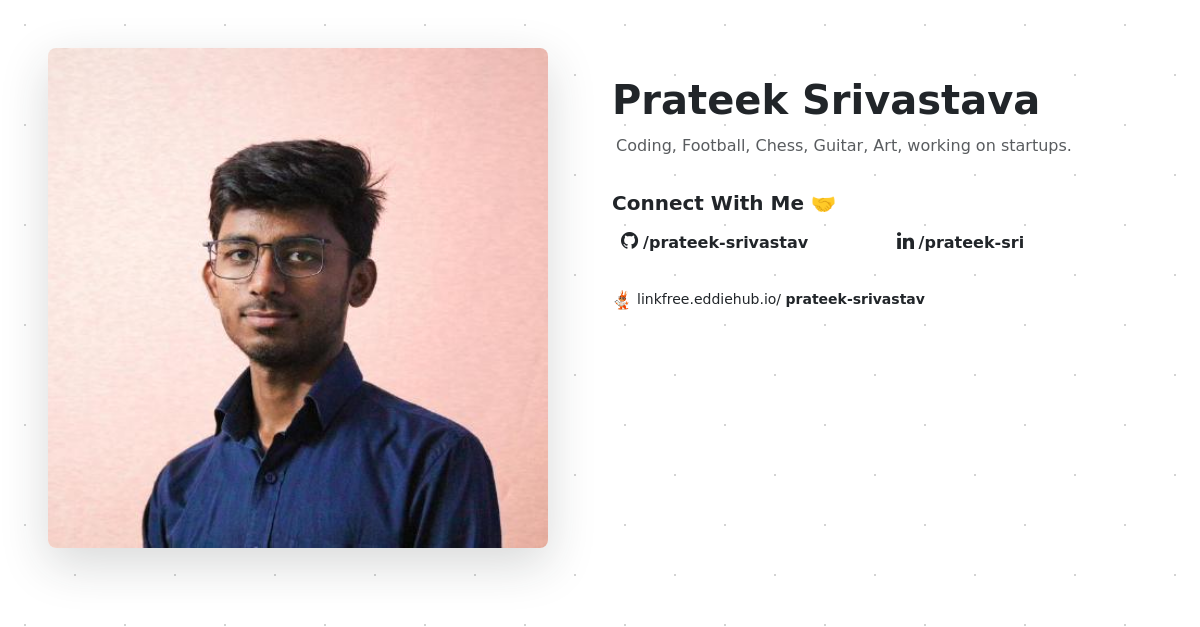 Prateek Srivastava
Coding, Football, Chess, Guitar, Art, working on startups.
Connect With Me 🤝
/prateek-srivastav
/prateek-sri
linkfree.eddiehub.io/ prateek-srivastav